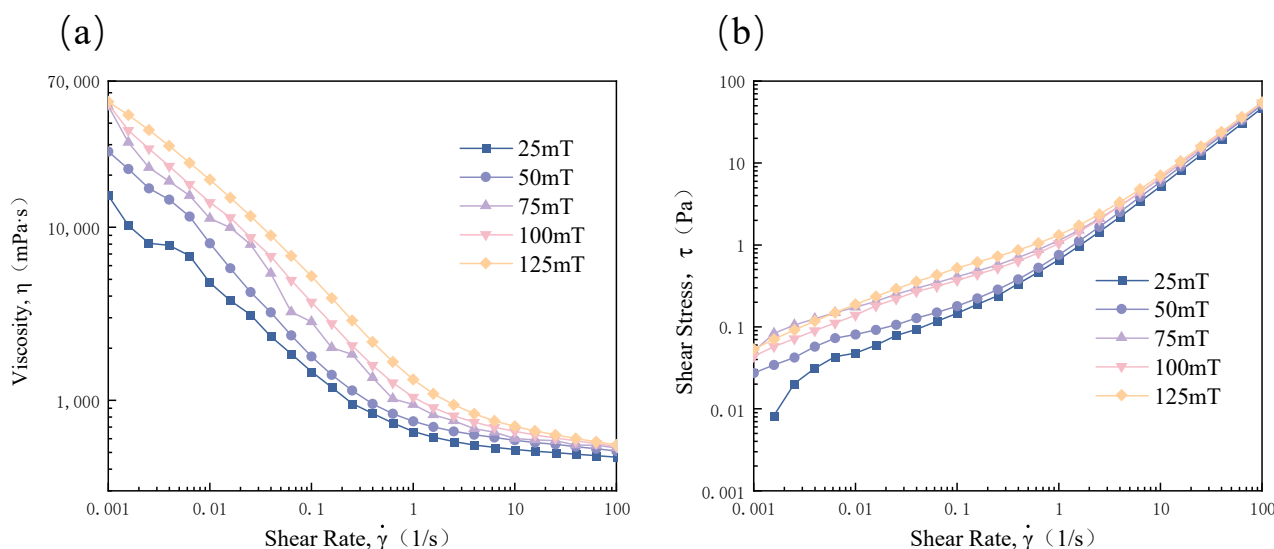 (a)
70,000
10,000
1,000
Viscosity, η（mPa·s）
25mT
50mT
75mT
100mT
125mT
0.001 0.01 0.1 1 10 100
Shear Rate, γ̇（1/s）
(b)
100
10
1
0.1
0.01
0.001
Shear Stress, τ（Pa）
25mT
50mT
75mT
100mT
125mT
0.001 0.01 0.1 1 10 100
Shear Rate, γ̇（1/s）